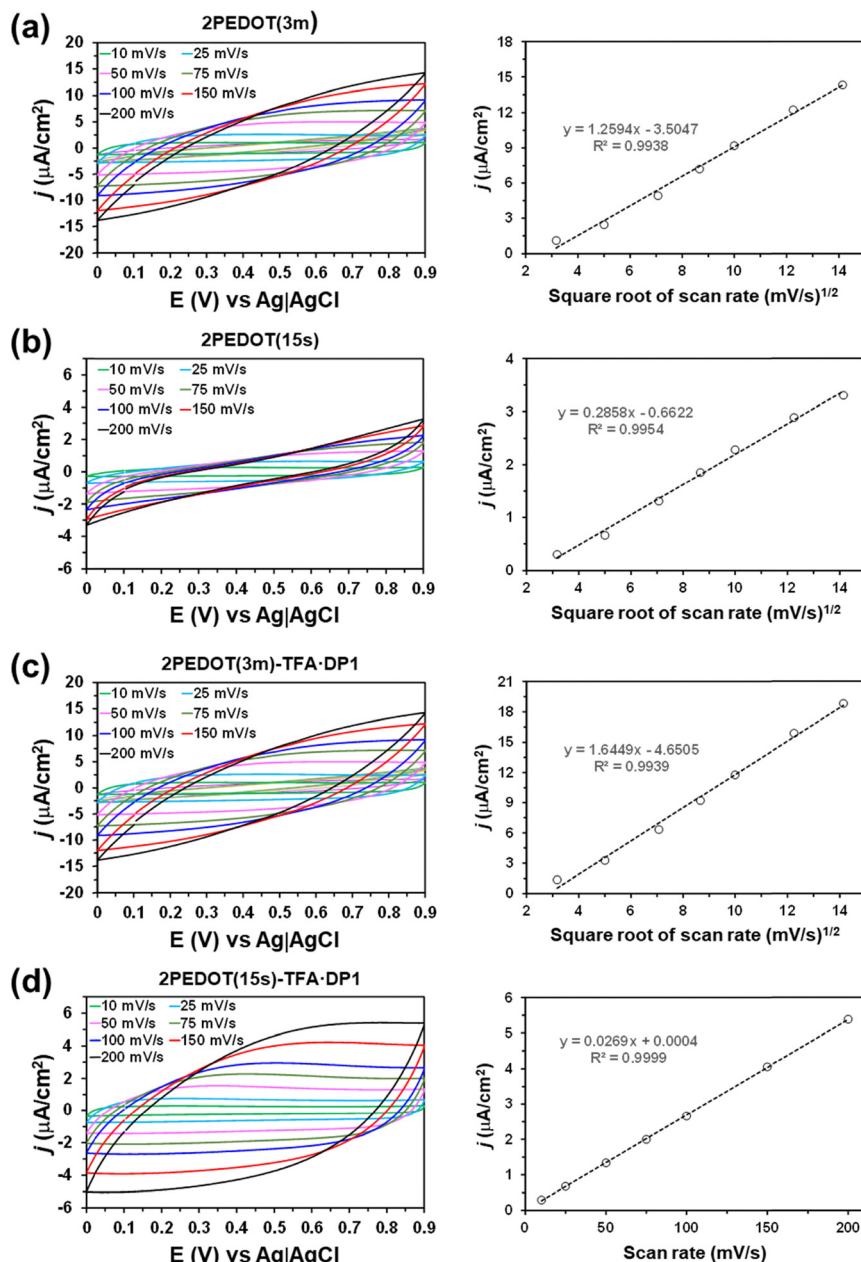 (a)
2PEDOT(3m)
10 mV/s 25 mV/s
50 mV/s 75 mV/s
100 mV/s 150 mV/s
200 mV/s
20
15
10
5
0
-5
-10
-15
-20
j (µA/cm²)
0 0.1 0.2 0.3 0.4 0.5 0.6 0.7 0.8 0.9
E (V) vs Ag|AgCl
18
15
12
9
6
3
0
j (µA/cm²)
y = 1.2594x - 3.5047
R² = 0.9938
2 4 6 8 10 12 14
Square root of scan rate (mV/s)^1/2
(b)
2PEDOT(15s)
10 mV/s 25 mV/s
50 mV/s 75 mV/s
100 mV/s 150 mV/s
200 mV/s
6
4
2
0
-2
-4
-6
j (µA/cm²)
0 0.1 0.2 0.3 0.4 0.5 0.6 0.7 0.8 0.9
E (V) vs Ag|AgCl
4
3
2
1
0
j (µA/cm²)
y = 0.2858x - 0.6622
R² = 0.9954
2 4 6 8 10 12 14
Square root of scan rate (mV/s)^1/2
(c)
2PEDOT(3m)-TFA·DP1
10 mV/s 25 mV/s
50 mV/s 75 mV/s
100 mV/s 150 mV/s
200 mV/s
20
15
10
5
0
-5
-10
-15
-20
j (µA/cm²)
0 0.1 0.2 0.3 0.4 0.5 0.6 0.7 0.8 0.9
E (V) vs Ag|AgCl
21
18
15
12
9
6
3
0
j (µA/cm²)
y = 1.6449x - 4.6505
R² = 0.9939
2 4 6 8 10 12 14
Square root of scan rate (mV/s)^1/2
(d)
2PEDOT(15s)-TFA·DP1
10 mV/s 25 mV/s
50 mV/s 75 mV/s
100 mV/s 150 mV/s
200 mV/s
6
4
2
0
-2
-4
-6
j (µA/cm²)
0 0.1 0.2 0.3 0.4 0.5 0.6 0.7 0.8 0.9
E (V) vs Ag|AgCl
6
5
4
3
2
1
0
j (µA/cm²)
y = 0.0269x + 0.0004
R² = 0.9999
0 50 100 150 200
Scan rate (mV/s)